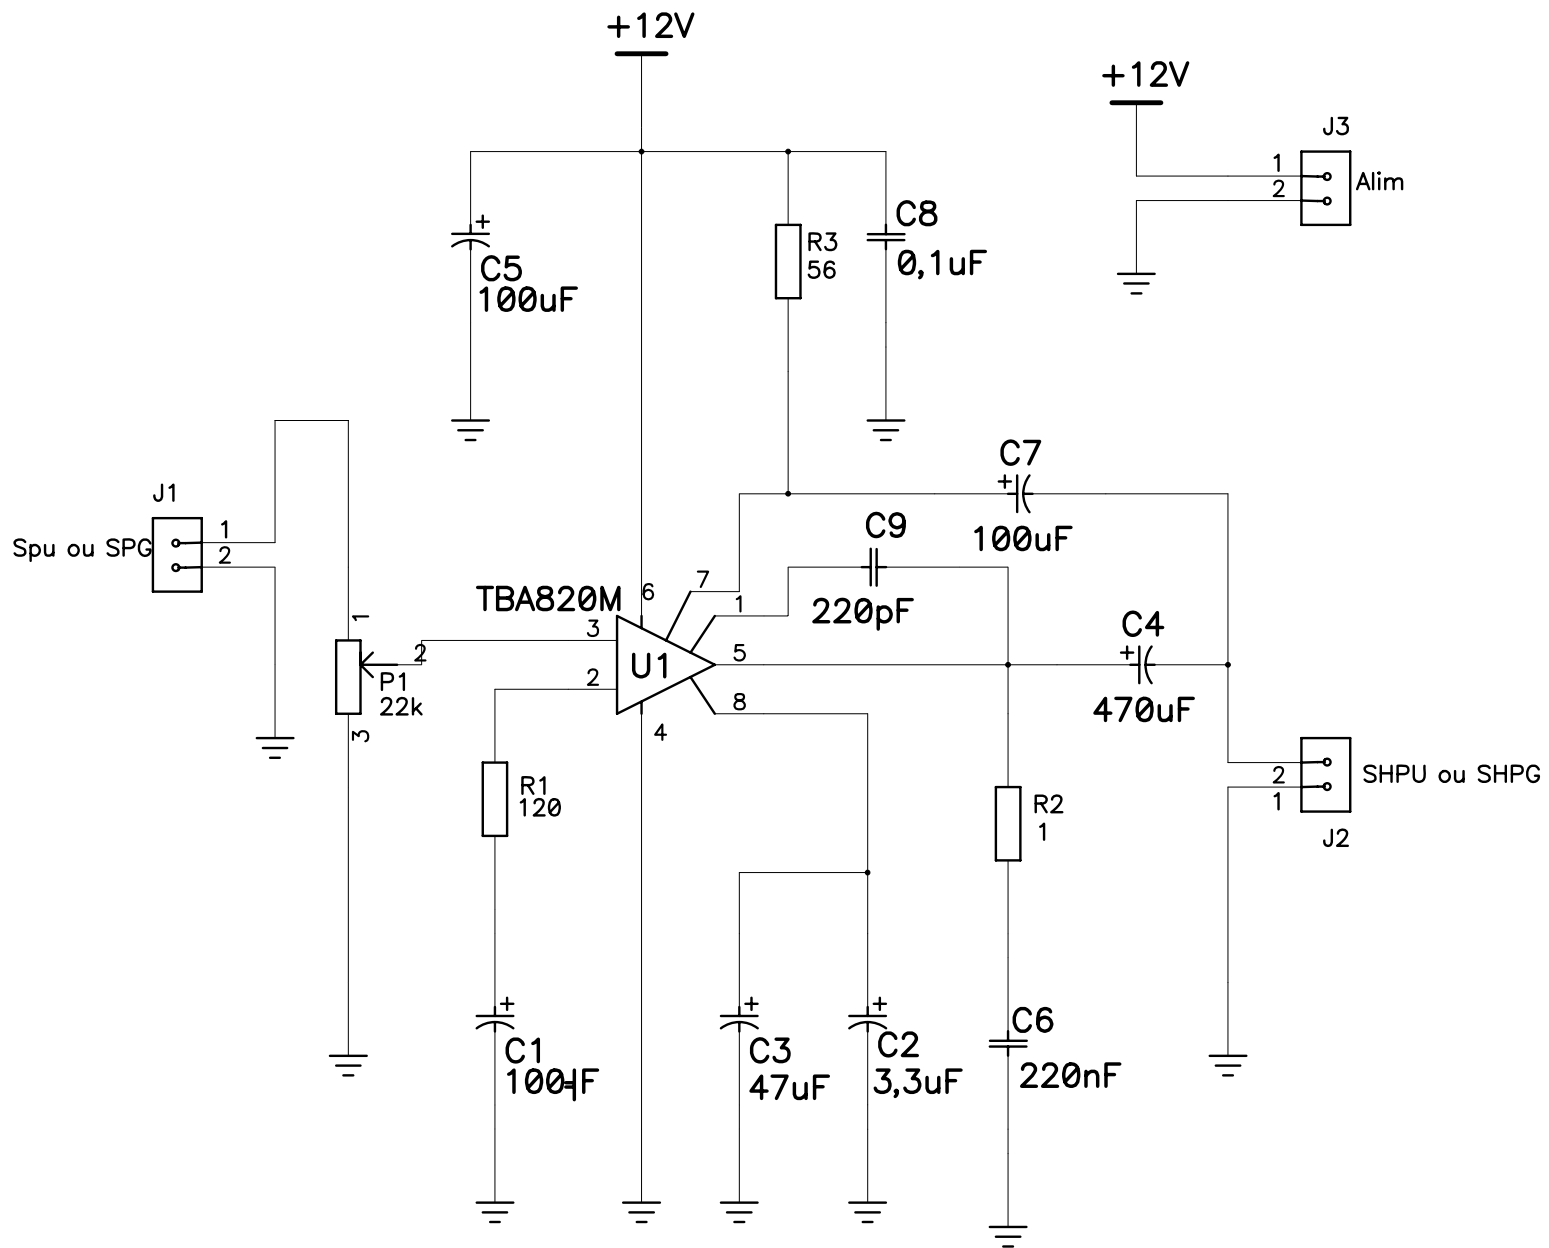 +12V
+12V
J3
1
2
Alim
+
C5
100uF
R3
56
C8
0,1uF
C7
+
100uF
J1
Spu ou SPG
1
2
C9
220pF
TBA820M
6
7
1
3
2
U1
5
8
4
1
2
P1
22k
3
C4
+
470uF
R1
120
R2
1
2
1
SHPU ou SHPG
J2
+
C1
+
C3
47uF
+
C2
3,3uF
C6
220nF